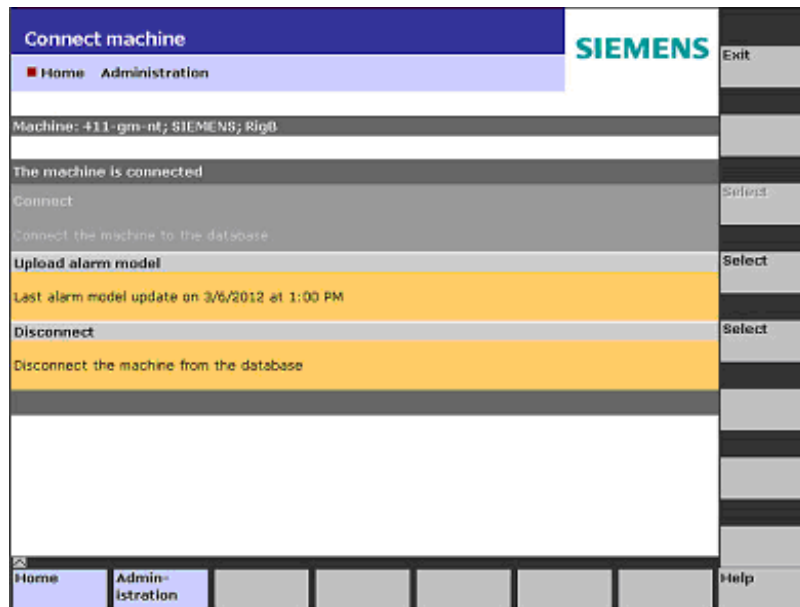 Connect machine
SIEMENS
Exit
Home Administration
Machine: 411-gm-nt; SIEMENS; Rig8
The machine is connected
Connect
Select
Connect the machine to the database
Upload alarm model
Select
Last alarm model update on 3/6/2012 at 1:00 PM
Disconnect
Select
Disconnect the machine from the database
Home
Admin-
istration
Help